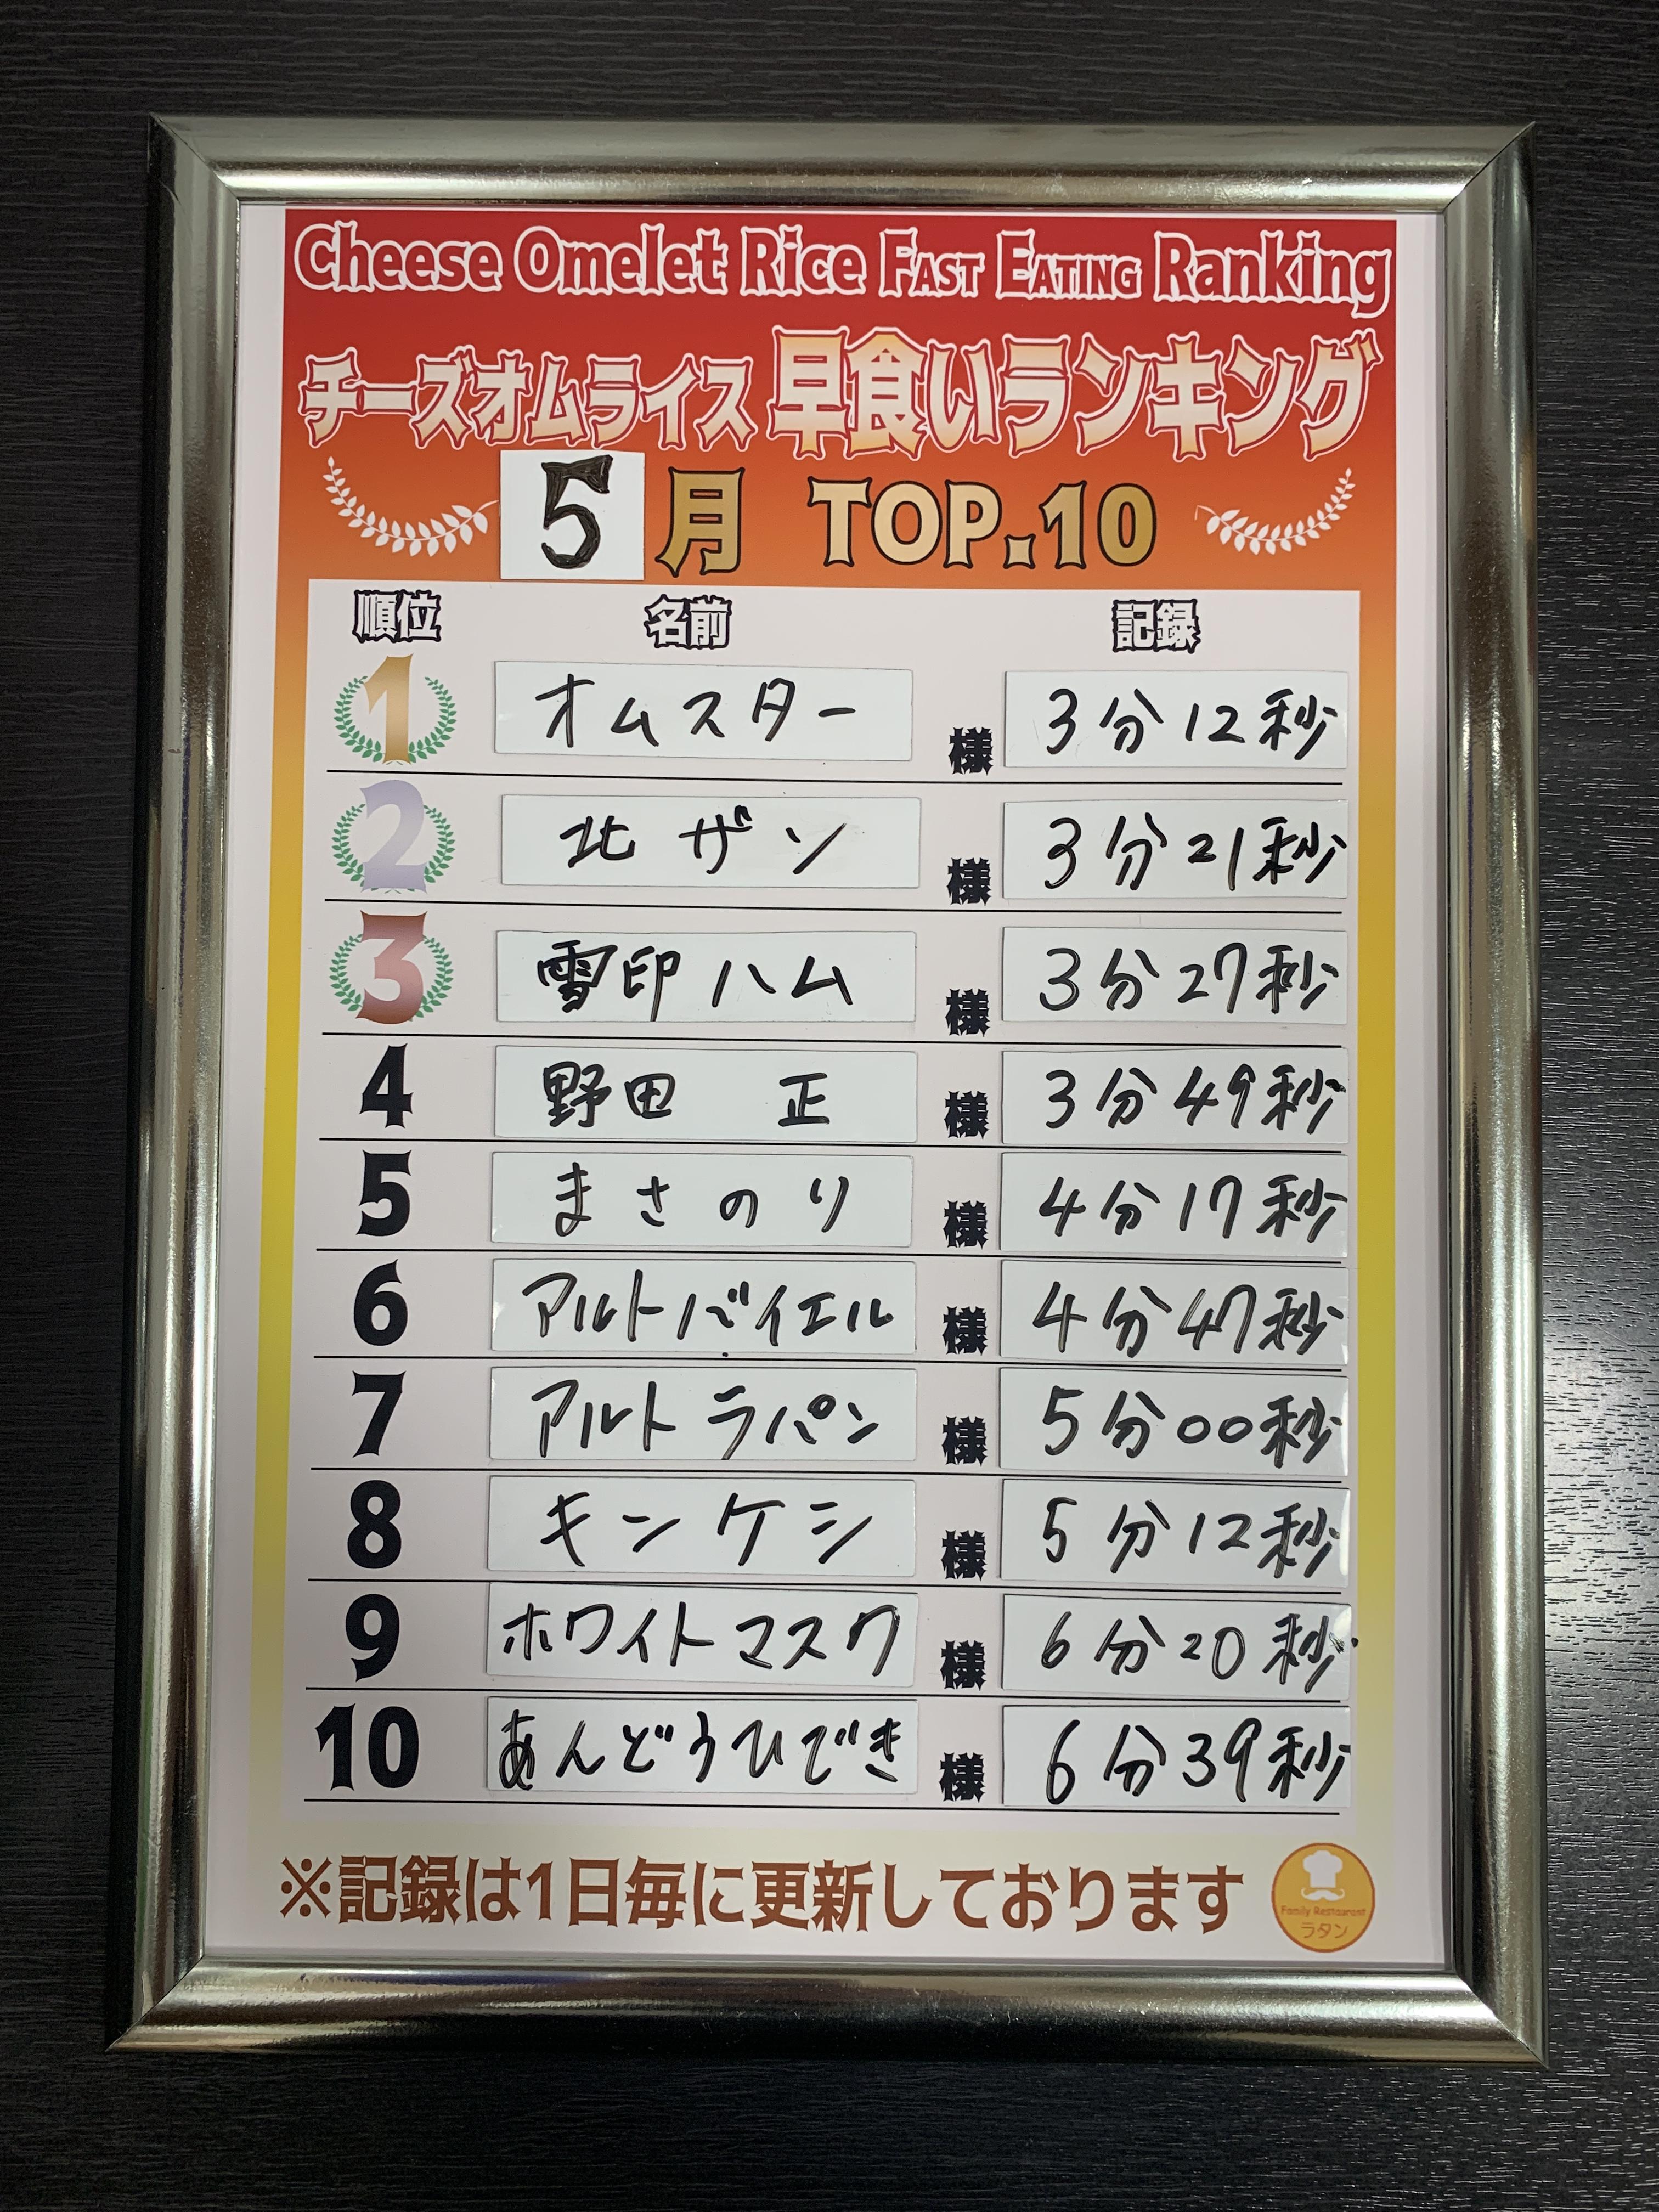 Cheese Omelet Rice FAST EATING Ranking
チーズオムライス 早食いランキング
5月 TOP.10
順位 名前 記録
1 オムスター 様 3分12秒
2 北ザン 様 3分21秒
3 雪印ハム 様 3分27秒
4 野田 正 様 3分49秒
5 まさのり 様 4分17秒
6 アルトバイエル 様 4分47秒
7 アルトラパン 様 5分00秒
8 キンケシ 様 5分12秒
9 ホワイトマスク 様 6分20秒
10 あんどうひでき 様 6分39秒
※記録は1日毎に更新しております
Family Restaurant
ラタン